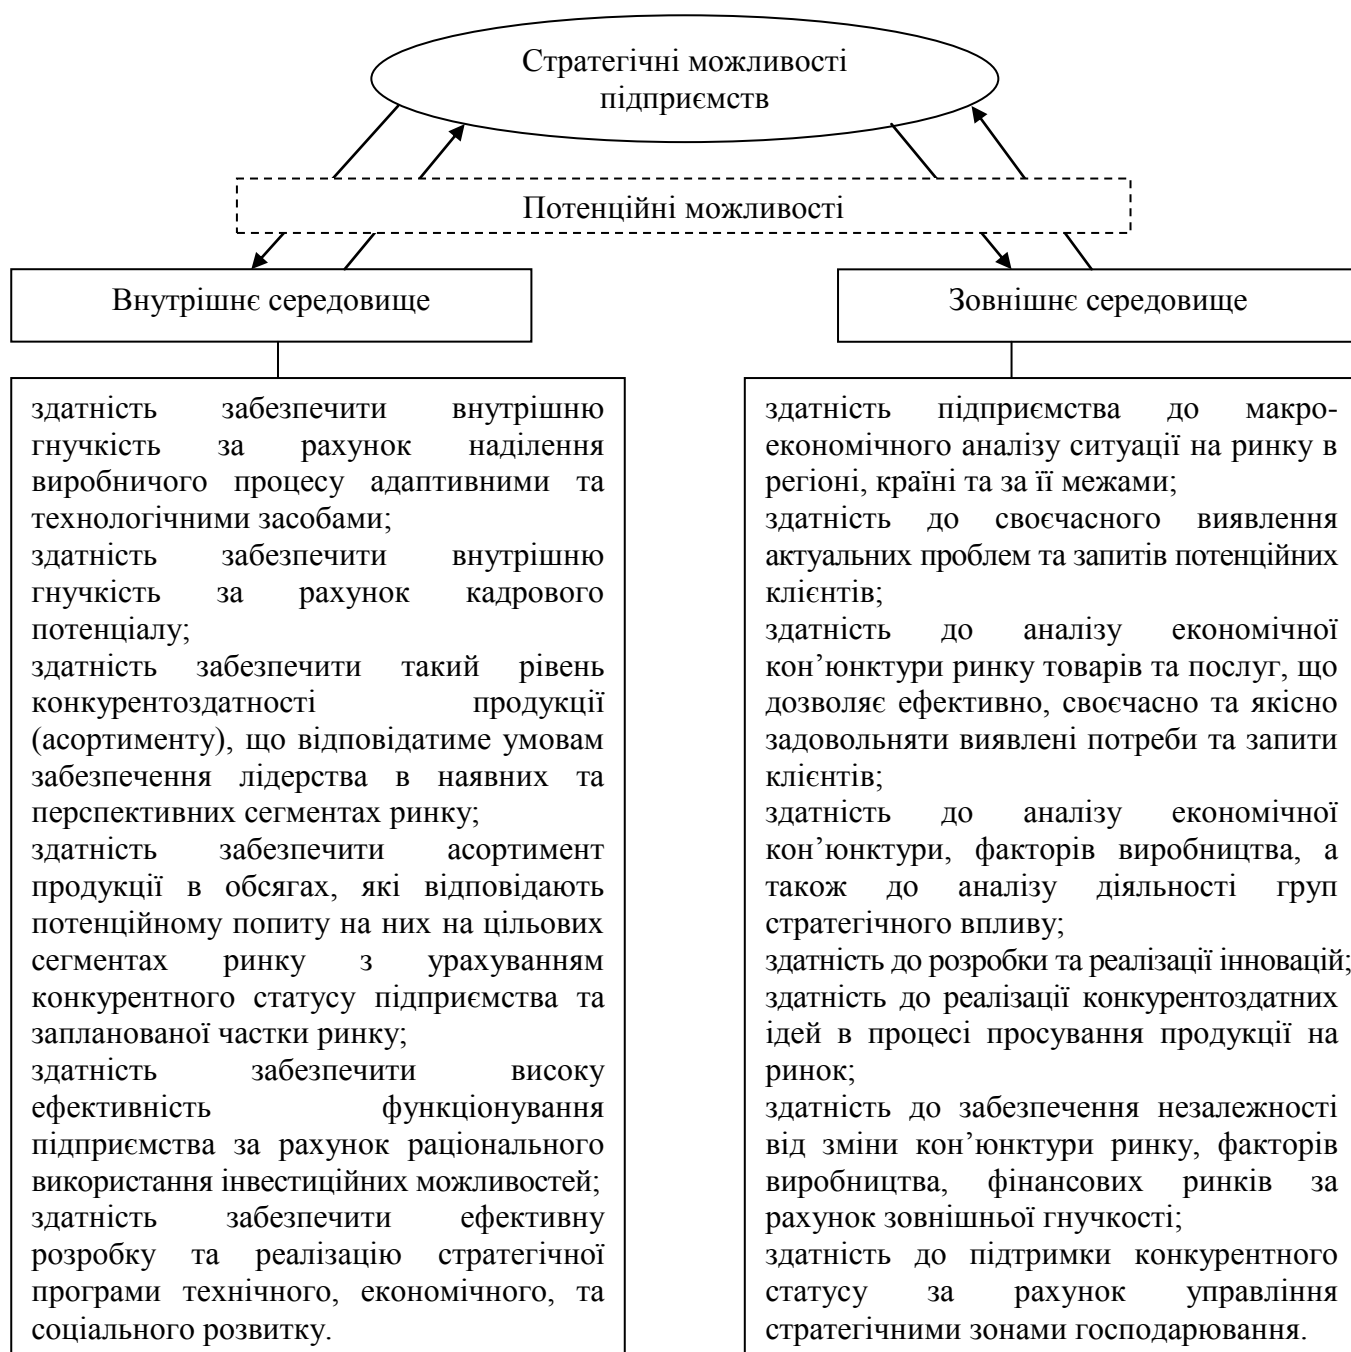 Стратегічні можливості
підприємств
Потенційні можливості
Внутрішнє середовище
Зовнішнє середовище
здатність забезпечити внутрішню
гнучкість за рахунок наділення
виробничого процесу адаптивними та
технологічними засобами;
здатність забезпечити внутрішню
гнучкість за рахунок кадрового
потенціалу;
здатність забезпечити такий рівень
конкурентоздатності продукції
(асортименту), що відповідатиме умовам
забезпечення лідерства в наявних та
перспективних сегментах ринку;
здатність забезпечити асортимент
продукції в обсягах, які відповідають
потенційному попиту на них на цільових
сегментах ринку з урахуванням
конкурентного статусу підприємства та
запланованої частки ринку;
здатність забезпечити високу
ефективність функціонування
підприємства за рахунок раціонального
використання інвестиційних можливостей;
здатність забезпечити ефективну
розробку та реалізацію стратегічної
програми технічного, економічного, та
соціального розвитку.
здатність підприємства до макро-
економічного аналізу ситуації на ринку в
регіоні, країні та за її межами;
здатність до своєчасного виявлення
актуальних проблем та запитів потенційних
клієнтів;
здатність до аналізу економічної
кон’юнктури ринку товарів та послуг, що
дозволяє ефективно, своєчасно та якісно
задовольняти виявлені потреби та запити
клієнтів;
здатність до аналізу економічної
кон’юнктури, факторів виробництва, а
також до аналізу діяльності груп
стратегічного впливу;
здатність до розробки та реалізації інновацій;
здатність до реалізації конкурентоздатних
ідей в процесі просування продукції на
ринок;
здатність до забезпечення незалежності
від зміни кон’юнктури ринку, факторів
виробництва, фінансових ринків за
рахунок зовнішньої гнучкості;
здатність до підтримки конкурентного
статусу за рахунок управління
стратегічними зонами господарювання.